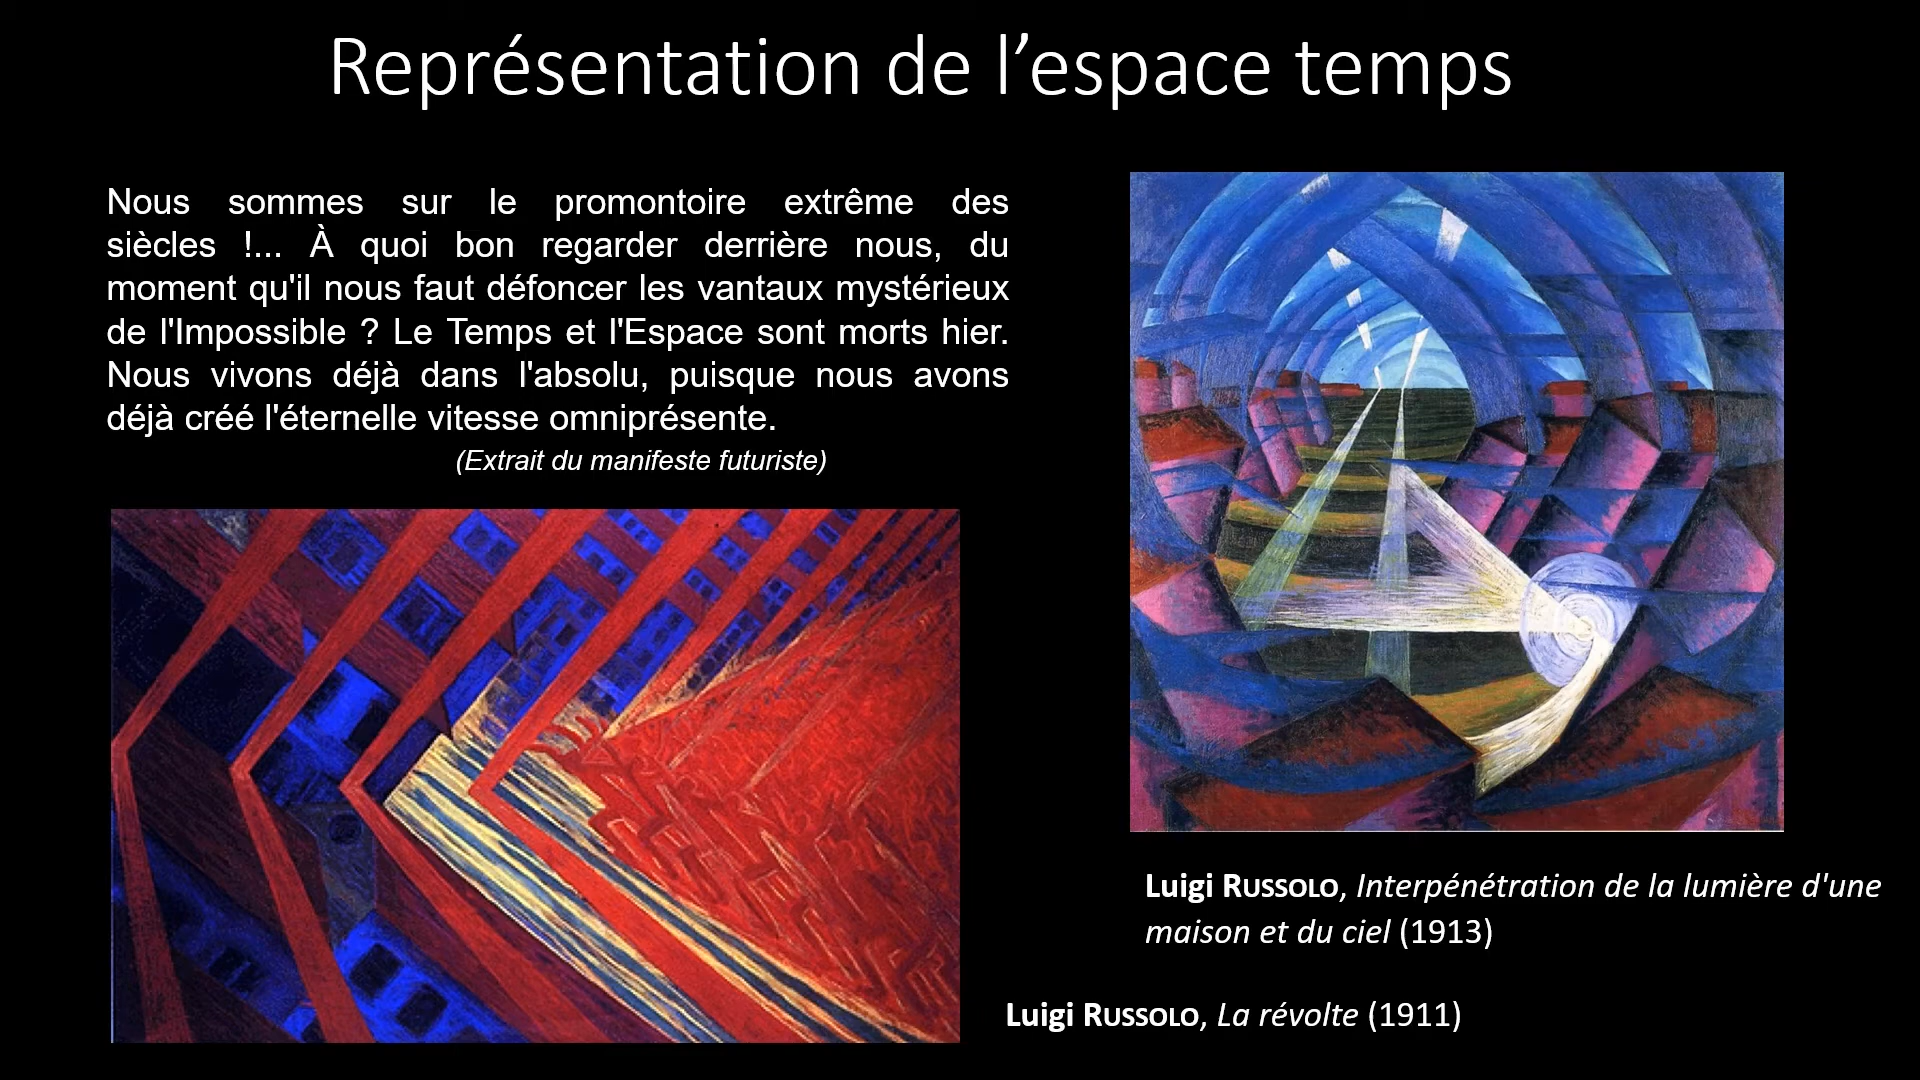 Représentation de l’espace temps
Nous sommes sur le promontoire extrême des
siècles !... À quoi bon regarder derrière nous, du
moment qu'il nous faut défoncer les vantaux mystérieux
de l'Impossible ? Le Temps et l'Espace sont morts hier.
Nous vivons déjà dans l'absolu, puisque nous avons
déjà créé l'éternelle vitesse omniprésente.
(Extrait du manifeste futuriste)
Luigi RUSSOLO, Interpénétration de la lumière d'une
maison et du ciel (1913)
Luigi RUSSOLO, La révolte (1911)